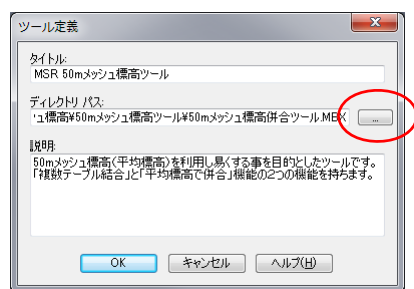 ツール定義
タイトル:
MSR 50mメッシュ標高ツール
ディレクトリ パス:
ュ標高¥50mメッシュ標高ツール¥50mメッシュ標高併合ツール.MBX
...
説明:
50mメッシュ標高(平均標高)を利用し易くする事を目的としたツールです。
「複数テーブル結合」と「平均標高で併合」機能の2つの機能を持ちます。
OK キャンセル ヘルプ(H)